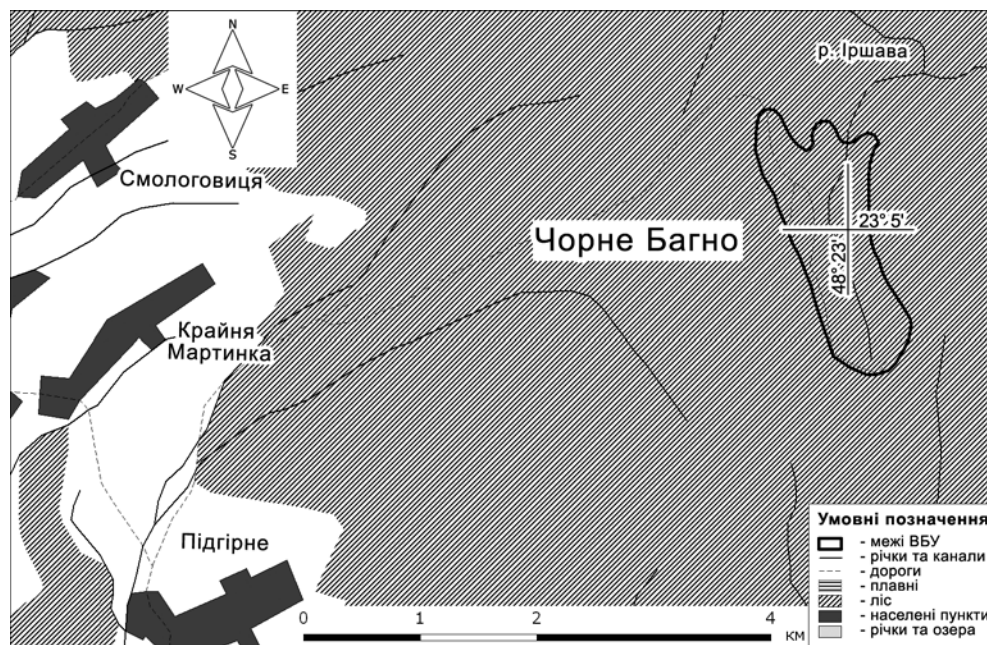 N
р. Іршава
W
E
S
Смологовиця
23° 5'
Чорне Багно
48° 23'
Крайня
Мартинка
Умовні позначення
- межі ВБУ
- річки та канали
- дороги
- плавні
- ліс
- населені пункти
- річки та озера
Підгірне
0
1
2
4
км